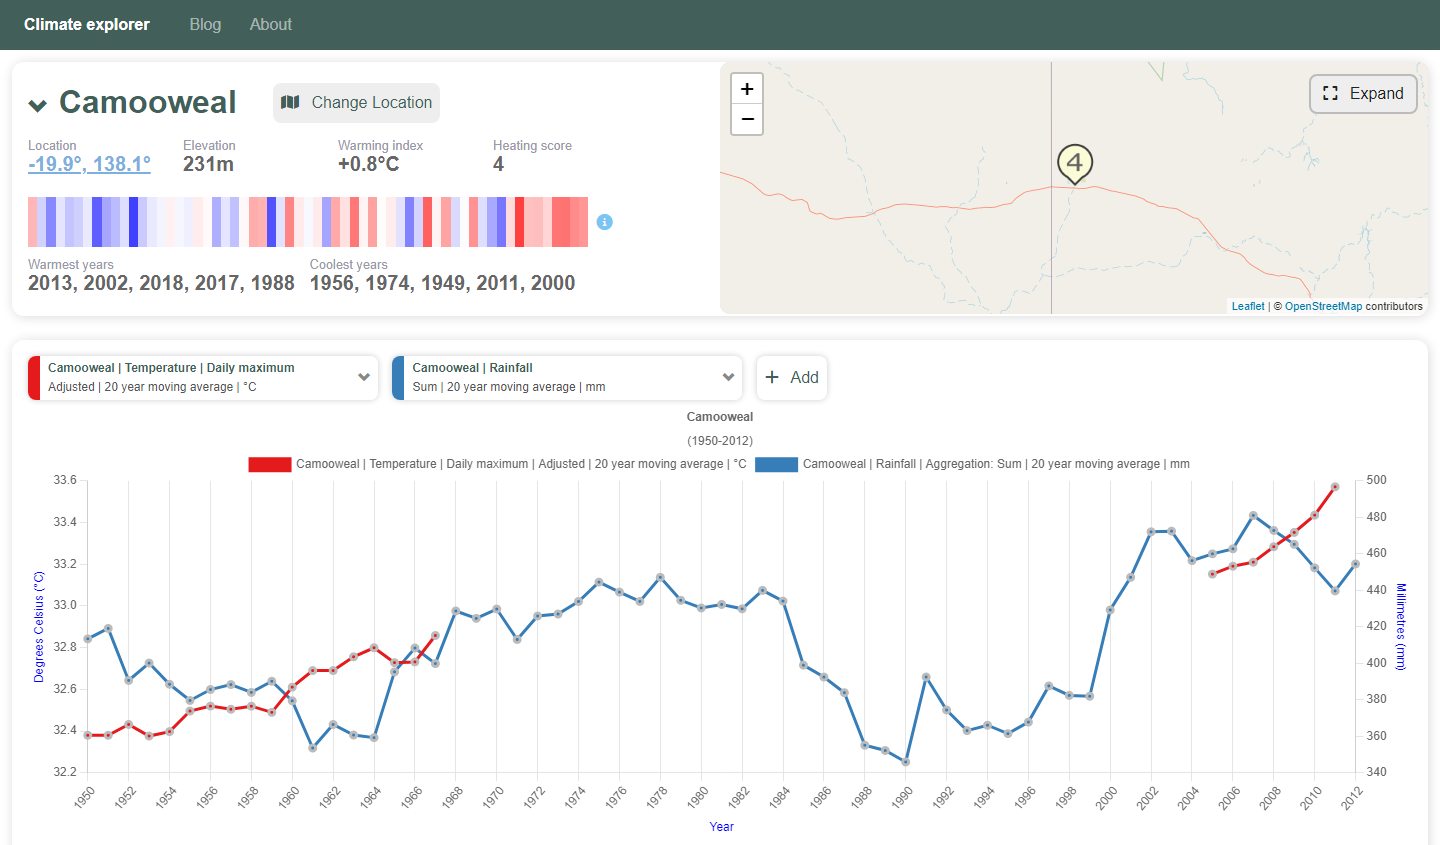 Climate explorer Blog About
Camooweal Change Location
Location Elevation Warming index Heating score
-19.9°, 138.1° 231m +0.8°C 4
Warmest years Coolest years
2013, 2002, 2018, 2017, 1988 1956, 1974, 1949, 2011, 2000
+
−
Expand
4
Leaflet | © OpenStreetMap contributors
Camooweal | Temperature | Daily maximum
Adjusted | 20 year moving average | °C
Camooweal | Rainfall
Sum | 20 year moving average | mm
+ Add
Camooweal
(1950-2012)
Camooweal | Temperature | Daily maximum | Adjusted | 20 year moving average | °C
Camooweal | Rainfall | Aggregation: Sum | 20 year moving average | mm
33.6
33.4
33.2
33.0
32.8
32.6
32.4
32.2
Degrees Celsius (°C)
500
480
460
440
420
400
380
360
340
Millimetres (mm)
1950 1952 1954 1956 1958 1960 1962 1964 1966 1968 1970 1972 1974 1976 1978 1980 1982 1984 1986 1988 1990 1992 1994 1996 1998 2000 2002 2004 2006 2008 2010 2012
Year